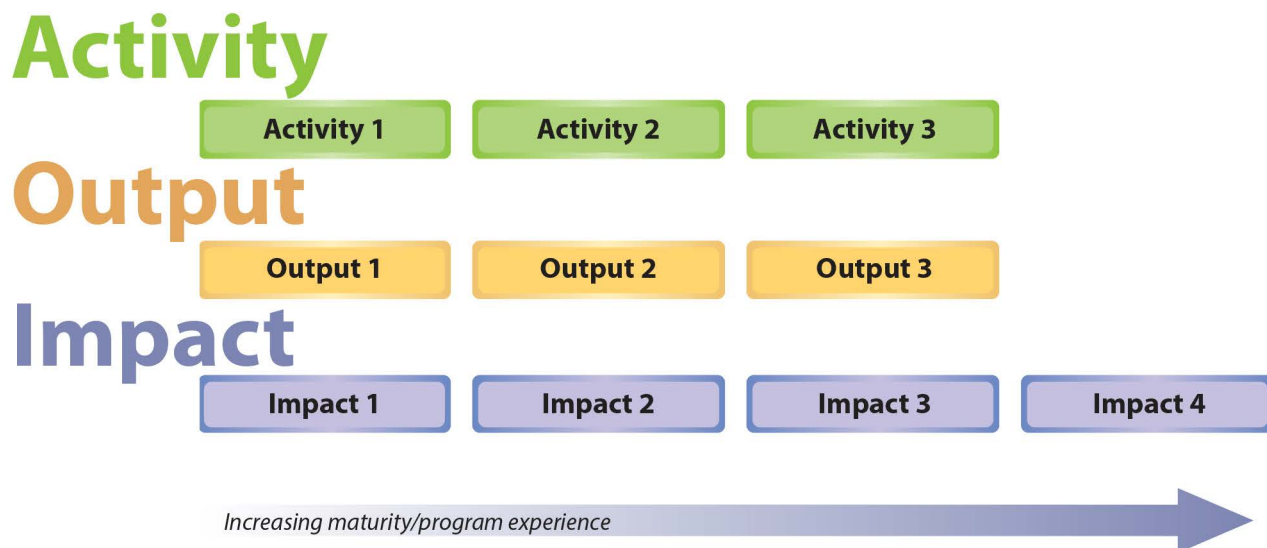 Activity
Activity 1 Activity 2 Activity 3
Output
Output 1 Output 2 Output 3
Impact
Impact 1 Impact 2 Impact 3 Impact 4
Increasing maturity/program experience